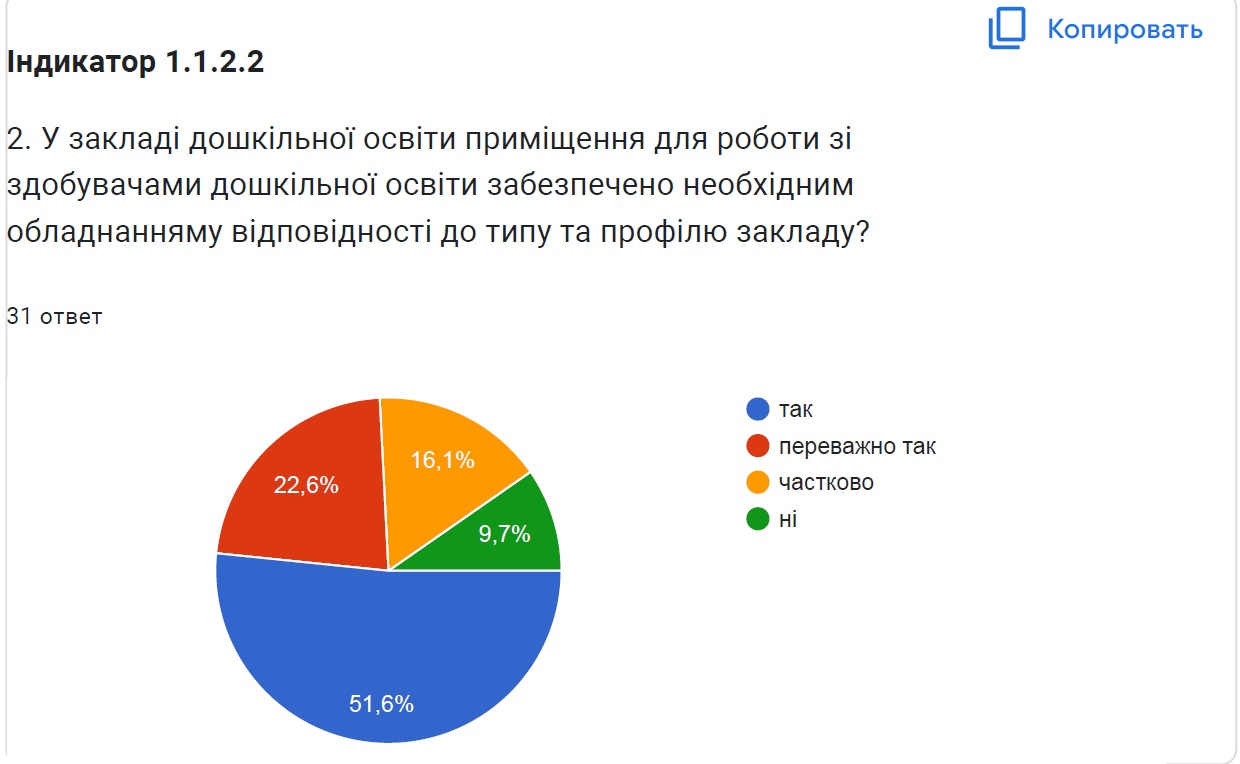 Копировать
Індикатор 1.1.2.2
2. У закладі дошкільної освіти приміщення для роботи зі
здобувачами дошкільної освіти забезпечено необхідним
обладнанняму відповідності до типу та профілю закладу?
31 ответ
так
переважно так
частково
ні
16,1%
22,6%
9,7%
51,6%